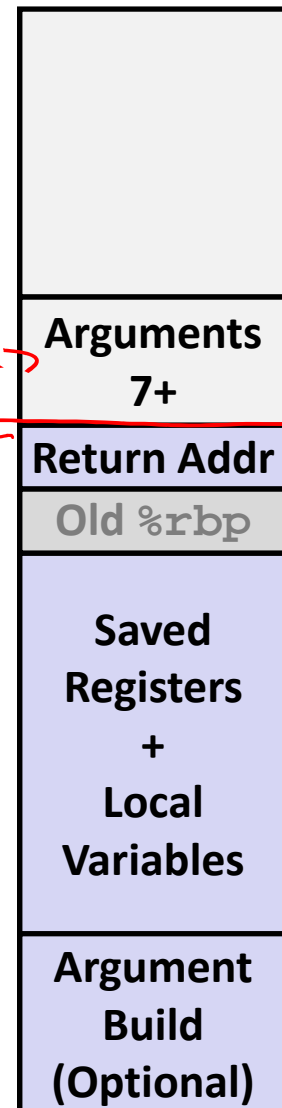 Arguments
7+
Return Addr
Old %rbp
Saved
Registers
+
Local
Variables
Argument
Build
(Optional)